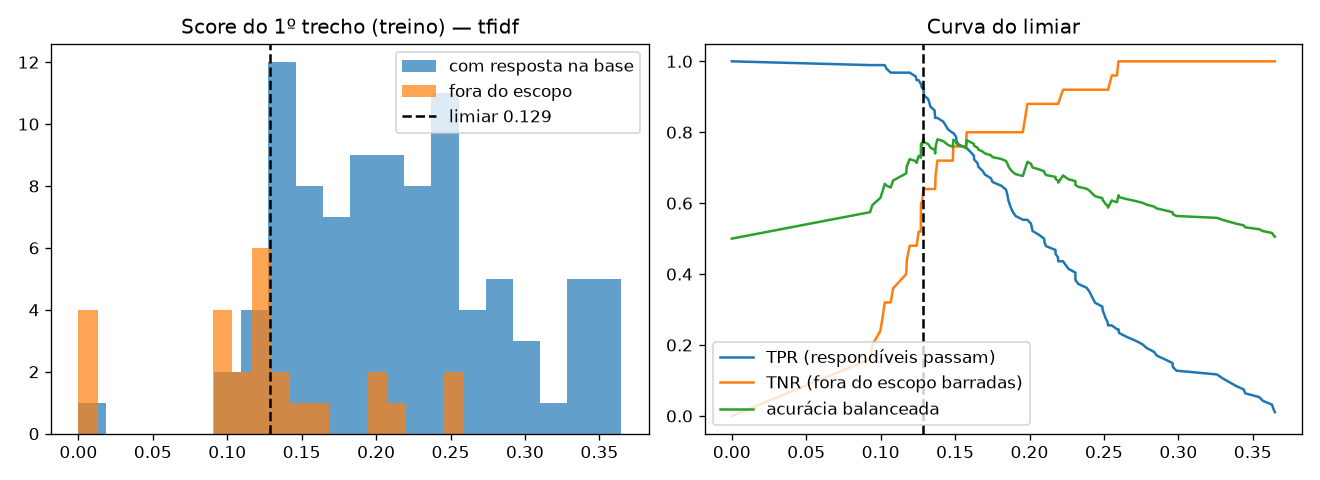 Score do 1º trecho (treino) — tfidf
com resposta na base
fora do escopo
limiar 0.129
12
10
8
6
4
2
0
0.00 0.05 0.10 0.15 0.20 0.25 0.30 0.35
Curva do limiar
1.0
0.8
0.6
0.4
0.2
0.0
TPR (respondíveis passam)
TNR (fora do escopo barradas)
acurácia balanceada
0.00 0.05 0.10 0.15 0.20 0.25 0.30 0.35